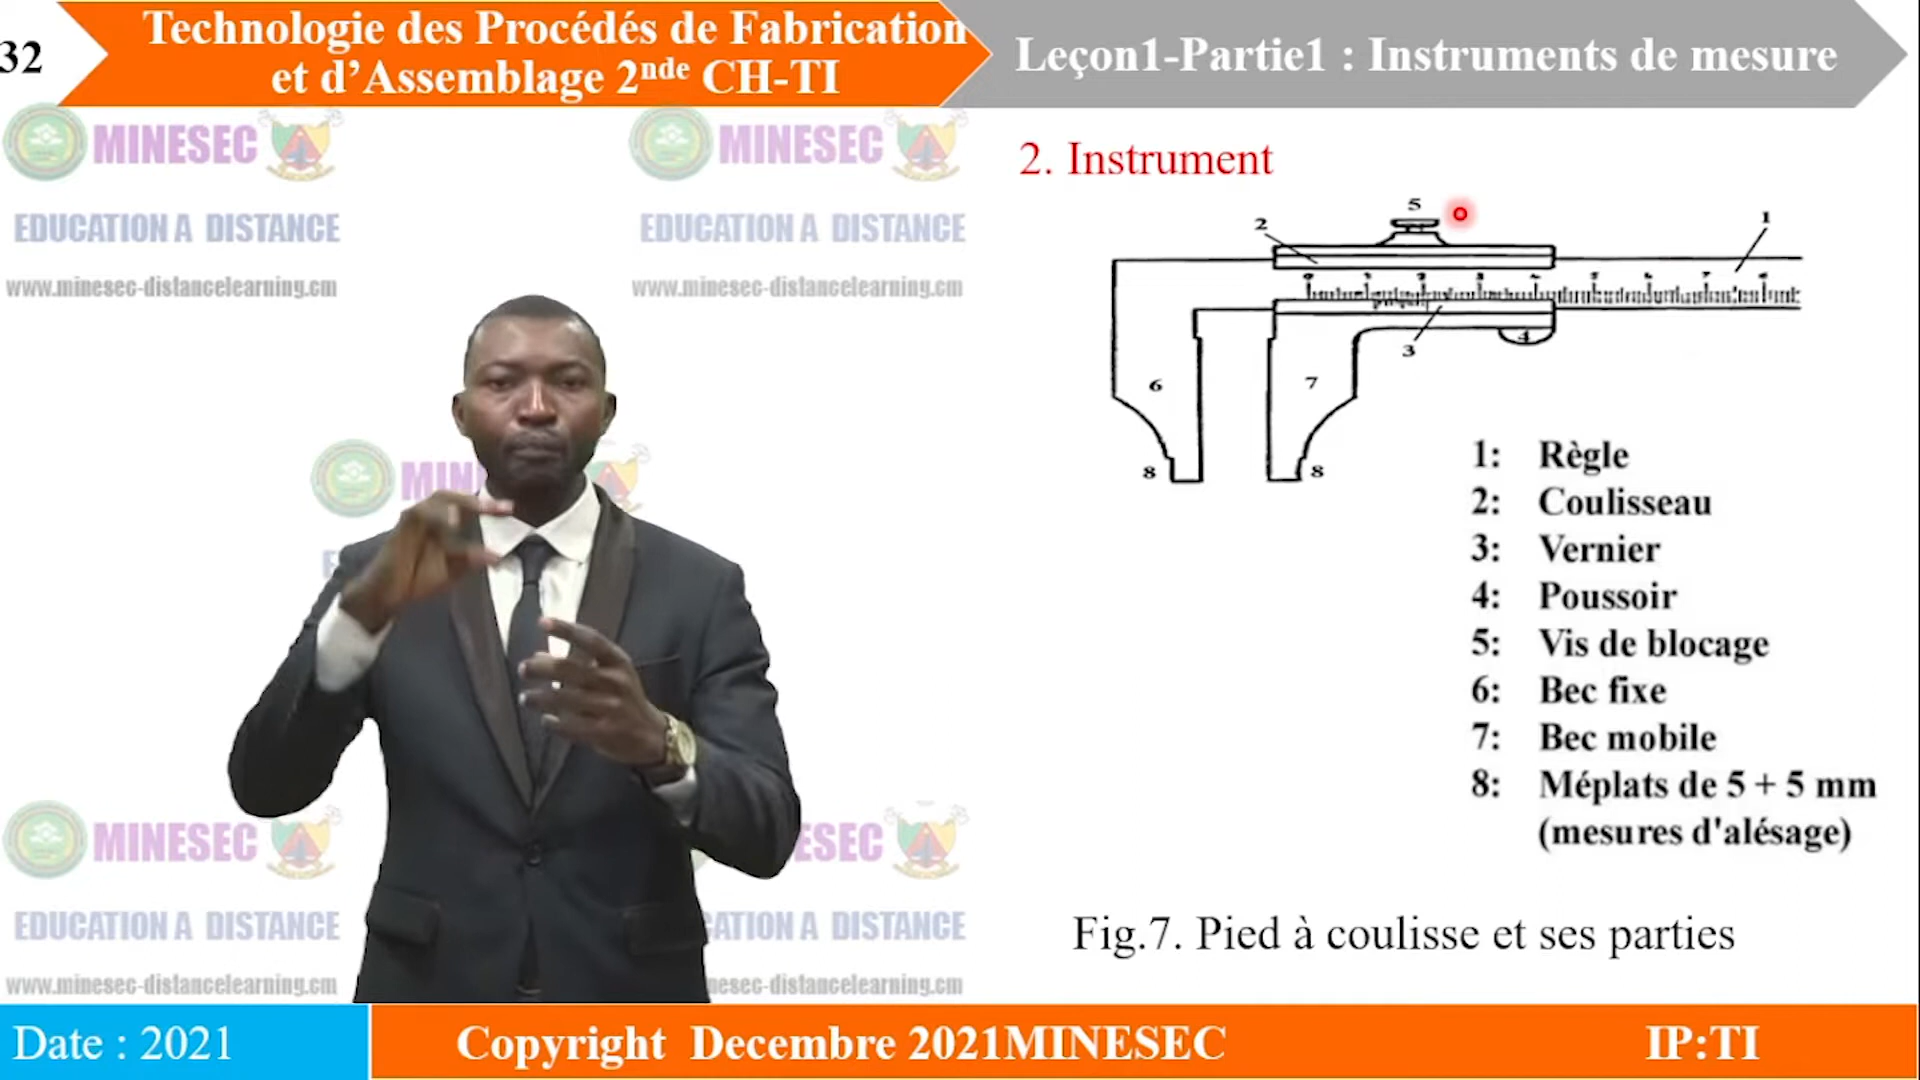 32
Technologie des Procédés de Fabrication
et d’Assemblage 2nde CH-TI
Leçon1-Partie1 : Instruments de mesure
MINESEC
EDUCATION A DISTANCE
www.minesec-distancelearning.cm
MINESEC
EDUCATION A DISTANCE
www.minesec-distancelearning.cm
MINESEC
EDUCATION A DISTANCE
www.minesec-distancelearning.cm
2. Instrument
5
2
1
3
4
6
7
8
8
1: Règle
2: Coulisseau
3: Vernier
4: Poussoir
5: Vis de blocage
6: Bec fixe
7: Bec mobile
8: Méplats de 5 + 5 mm
(mesures d'alésage)
Fig.7. Pied à coulisse et ses parties
Date : 2021
Copyright Decembre 2021MINESEC
IP:TI